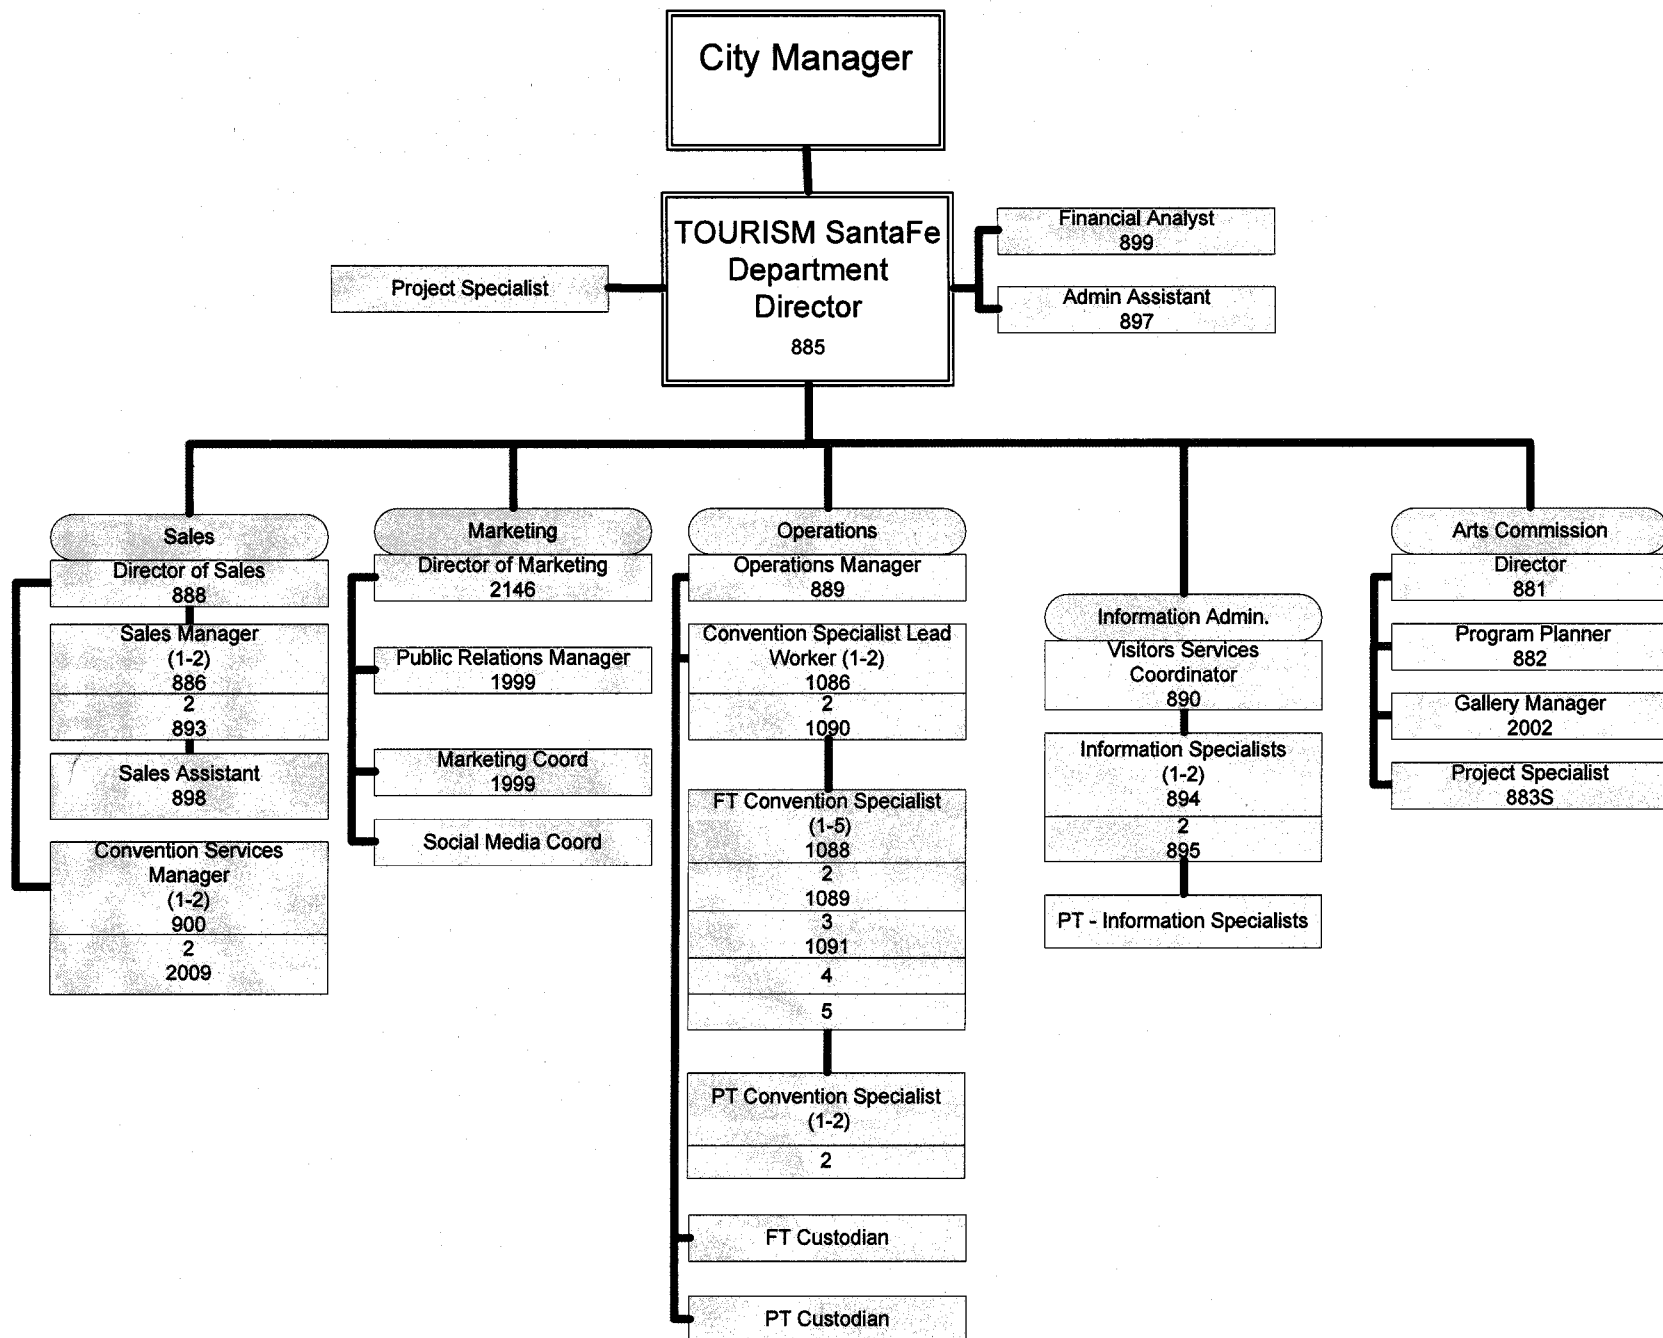 City Manager
TOURISM SantaFe
Department
Director
885
Project Specialist
Financial Analyst
899
Admin Assistant
897
Sales
Director of Sales
888
Sales Manager
(1-2)
886
2
893
Sales Assistant
898
Convention Services
Manager
(1-2)
900
2
2009
Marketing
Director of Marketing
2146
Public Relations Manager
1999
Marketing Coord
1999
Social Media Coord
Operations
Operations Manager
889
Convention Specialist Lead
Worker (1-2)
1086
2
1090
FT Convention Specialist
(1-5)
1088
2
1089
3
1091
4
5
PT Convention Specialist
(1-2)
2
FT Custodian
PT Custodian
Information Admin.
Visitors Services
Coordinator
890
Information Specialists
(1-2)
894
2
895
PT - Information Specialists
Arts Commission
Director
881
Program Planner
882
Gallery Manager
2002
Project Specialist
883S